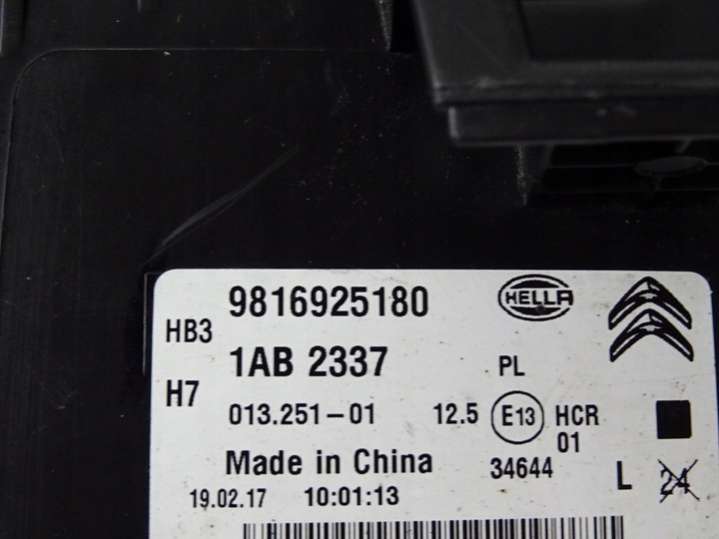 9816925180 HELLA
HB3
1AB 2337 PL
H7
013.251-01 12.5 E13 HCR
01
Made in China 34644 L 24
19.02.17 10:01:13